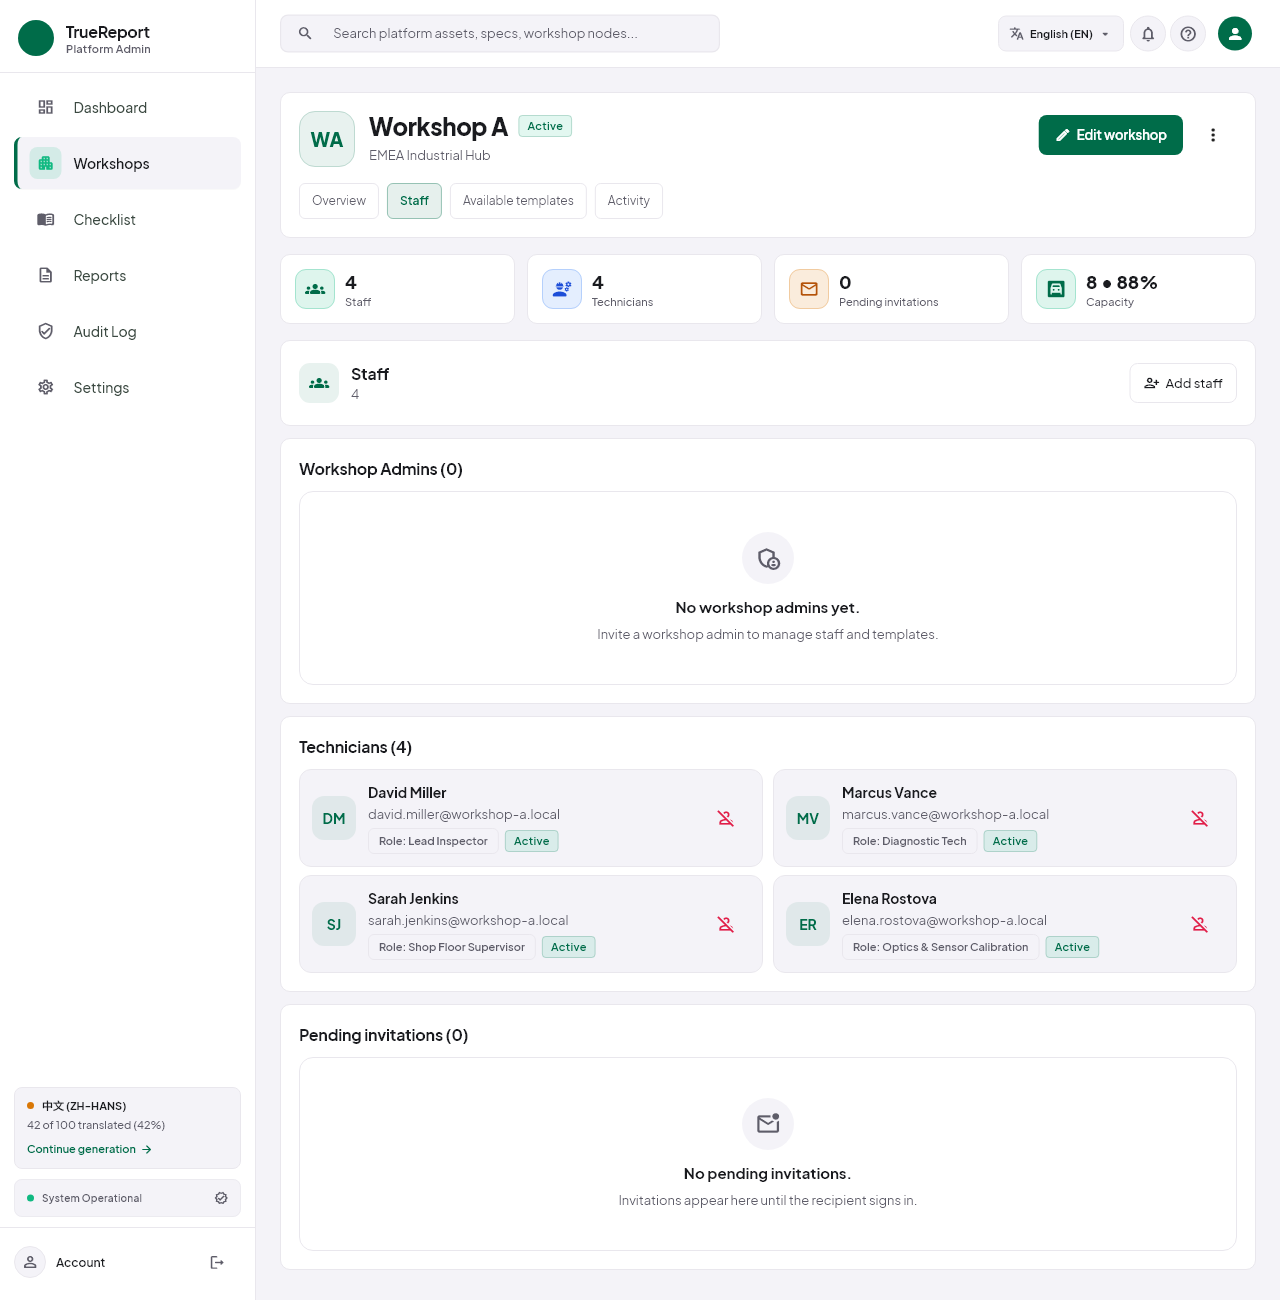 TrueReport
Platform Admin
Search platform assets, specs, workshop nodes...
English (EN)
Dashboard
Workshops
Checklist
Reports
Audit Log
Settings
WA
Workshop A
Active
EMEA Industrial Hub
Edit workshop
Overview
Staff
Available templates
Activity
4
Staff
4
Technicians
0
Pending invitations
8 • 88%
Capacity
Staff
4
Add staff
Workshop Admins (0)
No workshop admins yet.
Invite a workshop admin to manage staff and templates.
Technicians (4)
DM
David Miller
david.miller@workshop-a.local
Role: Lead Inspector
Active
MV
Marcus Vance
marcus.vance@workshop-a.local
Role: Diagnostic Tech
Active
SJ
Sarah Jenkins
sarah.jenkins@workshop-a.local
Role: Shop Floor Supervisor
Active
ER
Elena Rostova
elena.rostova@workshop-a.local
Role: Optics & Sensor Calibration
Active
Pending invitations (0)
No pending invitations.
Invitations appear here until the recipient signs in.
中文 (ZH-HANS)
42 of 100 translated (42%)
Continue generation →
System Operational
Account